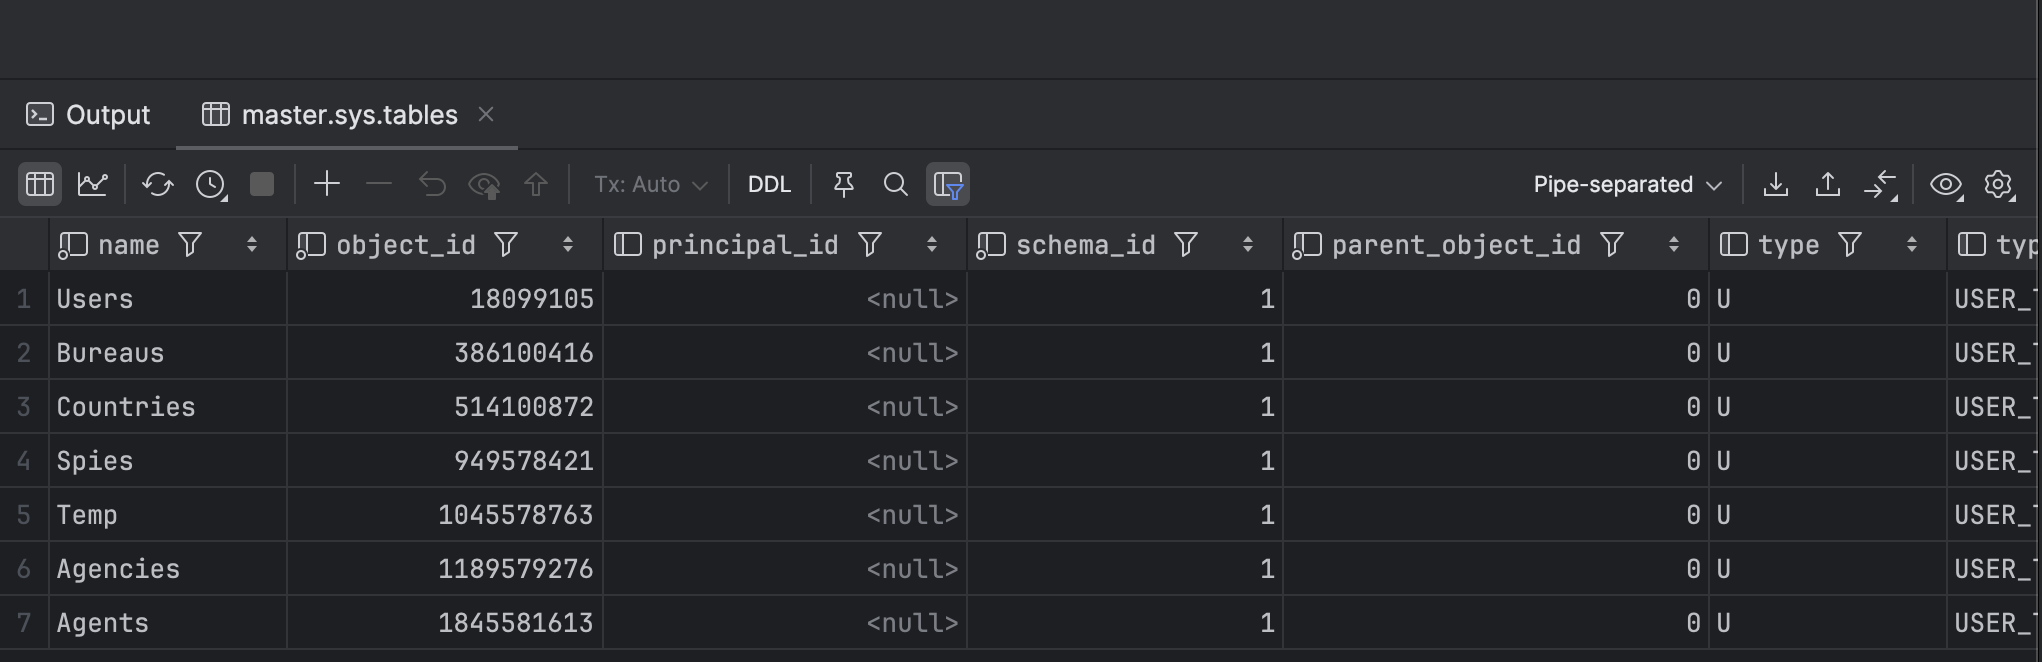 Output master.sys.tables
Tx: Auto DDL Pipe-separated
name object_id principal_id schema_id parent_object_id type typ
1 Users 18099105 <null> 1 0 U USER_
2 Bureaus 386100416 <null> 1 0 U USER_
3 Countries 514100872 <null> 1 0 U USER_
4 Spies 949578421 <null> 1 0 U USER_
5 Temp 1045578763 <null> 1 0 U USER_
6 Agencies 1189579276 <null> 1 0 U USER_
7 Agents 1845581613 <null> 1 0 U USER_